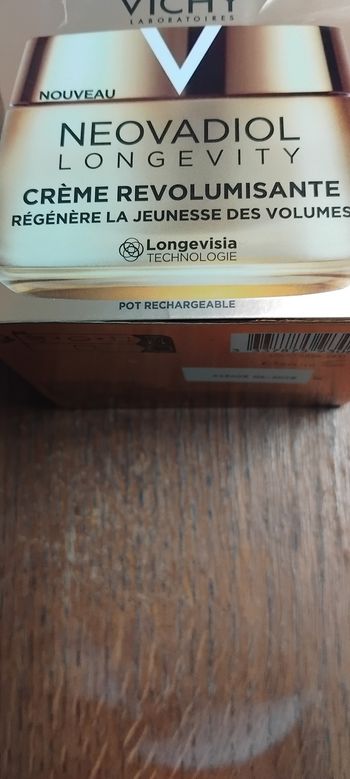 VICHY
LABORATOIRES
NOUVEAU
NEOVADIOL
LONGEVITY
CRÈME REVOLUMISANTE
RÉGÉNÈRE LA JEUNESSE DES VOLUMES
Longevisia
TECHNOLOGIE
POT RECHARGEABLE